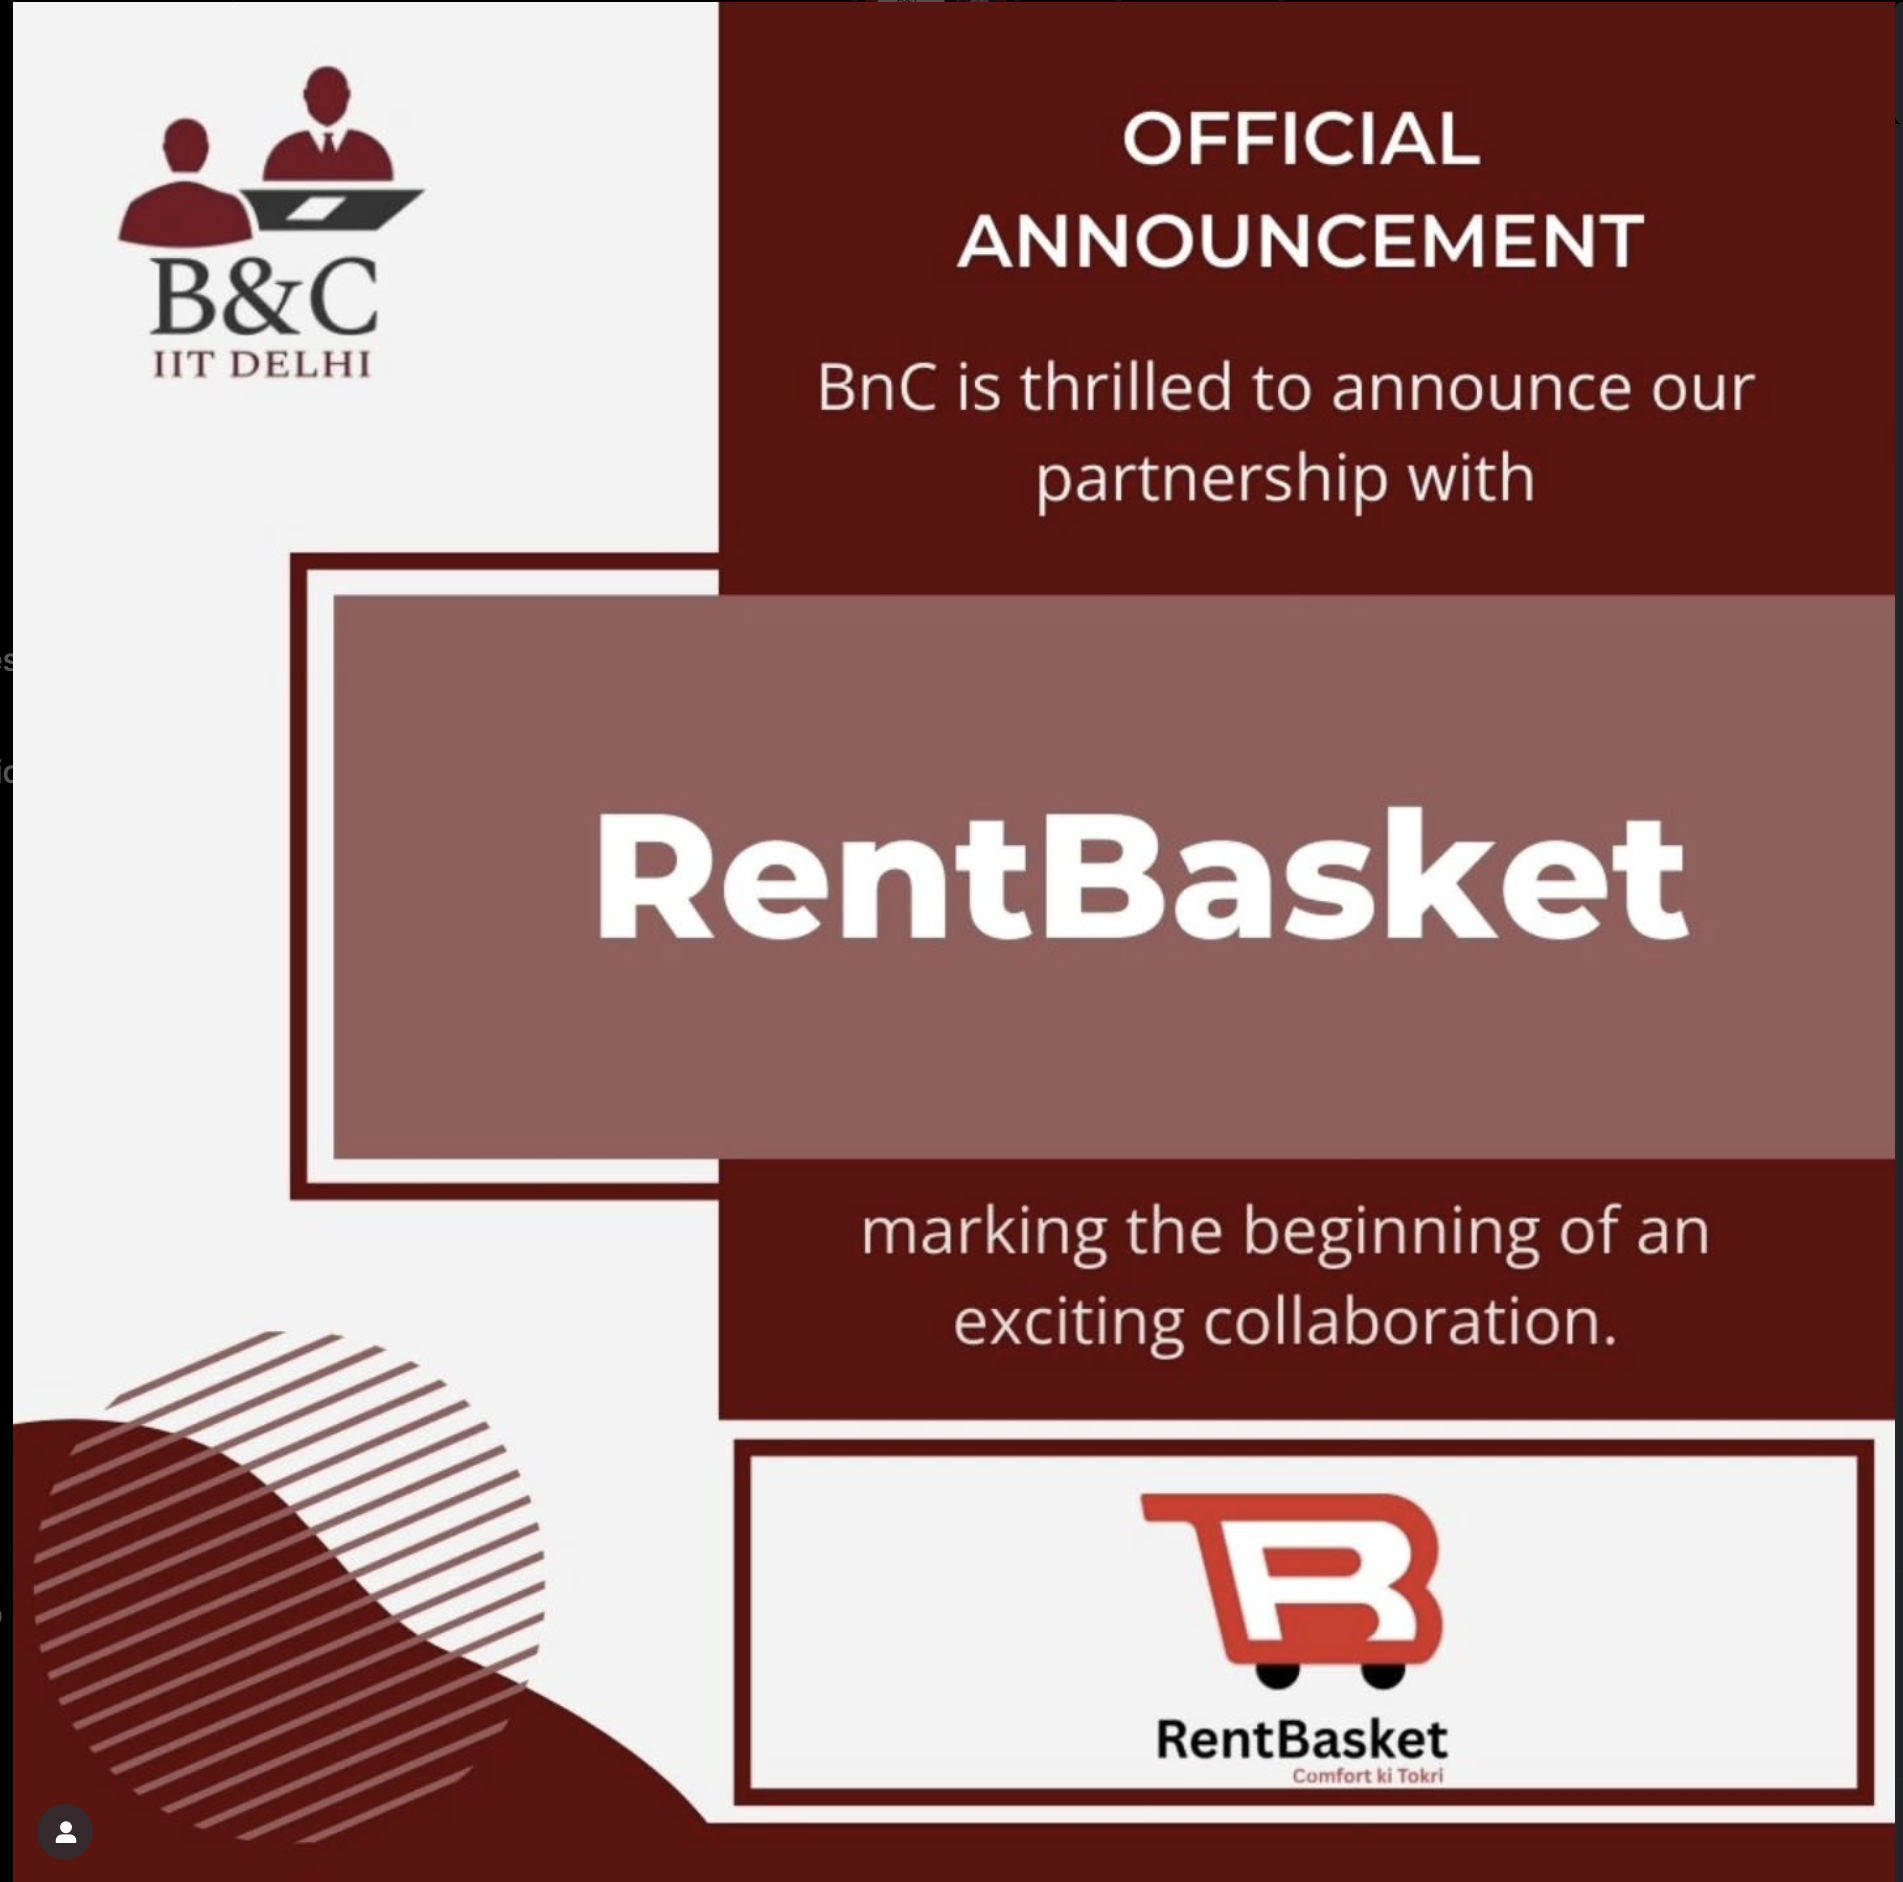 B&C
IIT DELHI
OFFICIAL
ANNOUNCEMENT
BnC is thrilled to announce our
partnership with
RentBasket
marking the beginning of an
exciting collaboration.
RentBasket
Comfort ki Tokri